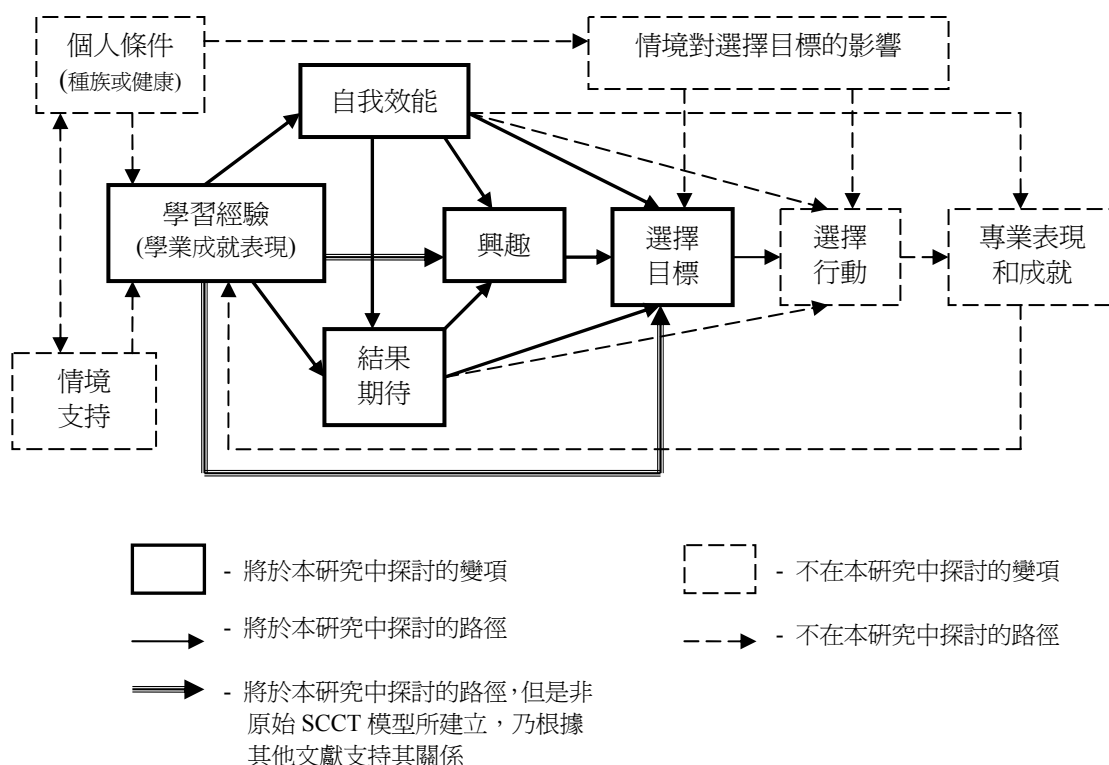 個人條件
(種族或健康)
情境對選擇目標的影響
自我效能
學習經驗
(學業成就表現)
興趣
選擇
目標
選擇
行動
專業表現
和成就
結果
期待
情境
支持
- 將於本研究中探討的變項
- 不在本研究中探討的變項
- 將於本研究中探討的路徑
- 不在本研究中探討的路徑
- 將於本研究中探討的路徑，但是非
原始 SCCT 模型所建立，乃根據
其他文獻支持其關係